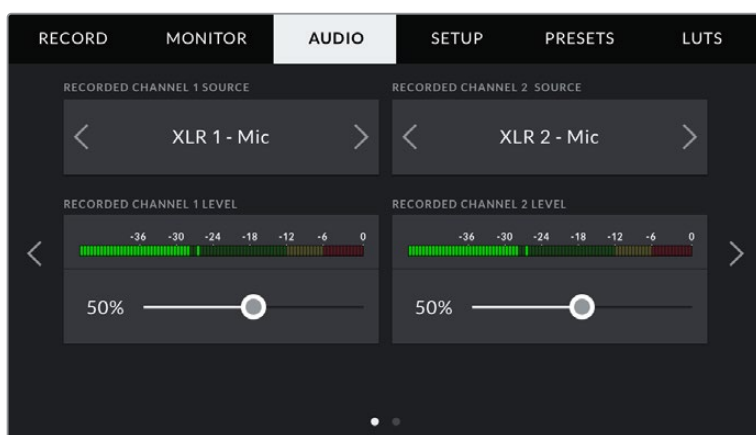 RECORD MONITOR AUDIO SETUP PRESETS LUTS
RECORDED CHANNEL 1 SOURCE RECORDED CHANNEL 2 SOURCE
XLR 1 - Mic XLR 2 - Mic
RECORDED CHANNEL 1 LEVEL RECORDED CHANNEL 2 LEVEL
-36 -30 -24 -18 -12 -6 0 -36 -30 -24 -18 -12 -6 0
50% 50%